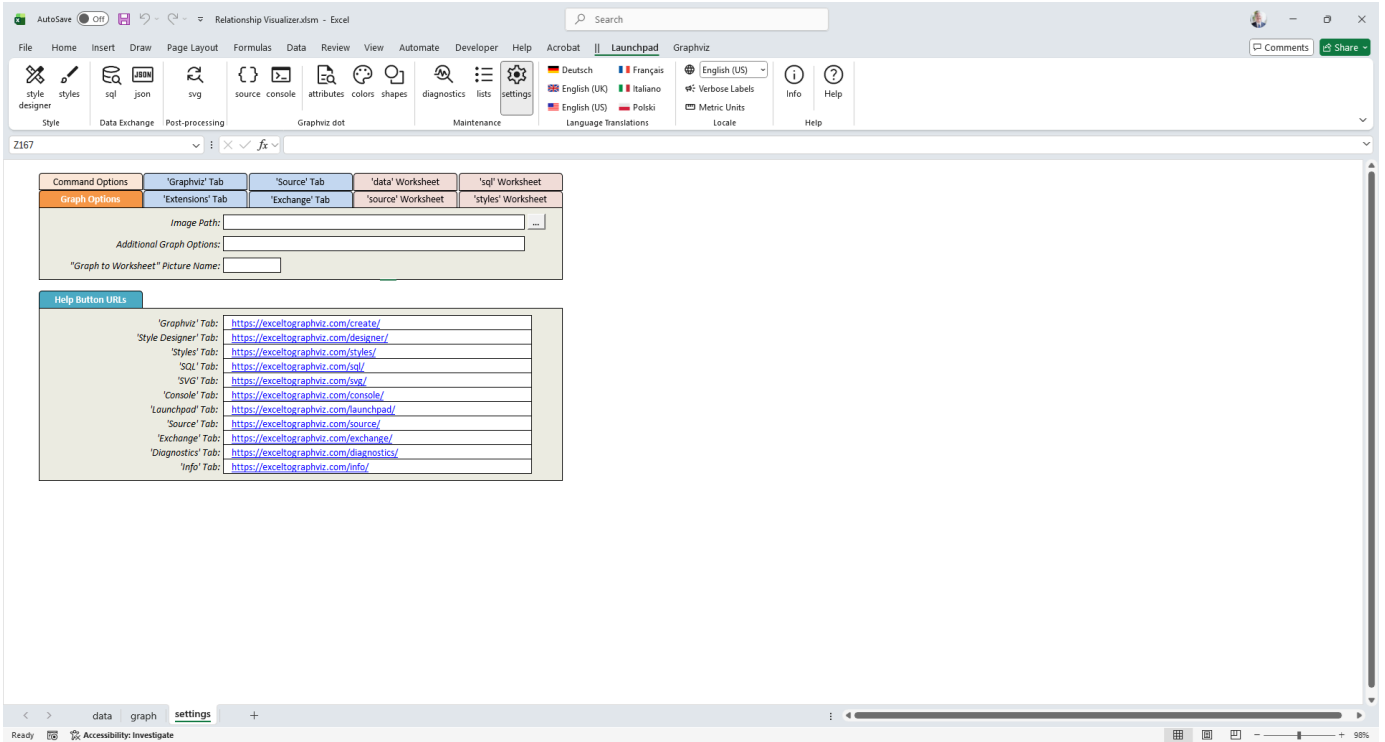 AutoSave Off Relationship Visualizer.xlsm - Excel Search
File Home Insert Draw Page Layout Formulas Data Review View Automate Developer Help Acrobat || Launchpad Graphviz Comments Share
style designer styles sql json svg source console attributes colors shapes diagnostics lists settings
Deutsch Français English (US)
English (UK) Italiano Verbose Labels
English (US) Polski Metric Units
Info Help
Style Data Exchange Post-processing Graphviz dot Maintenance Language Translations Locale Help
Z167 fx
Command Options 'Graphviz' Tab 'Source' Tab 'data' Worksheet 'sql' Worksheet
Graph Options 'Extensions' Tab 'Exchange' Tab 'source' Worksheet 'styles' Worksheet
Image Path: ...
Additional Graph Options:
"Graph to Worksheet" Picture Name:
Help Button URLs
'Graphviz' Tab: https://exceltographviz.com/create/
'Style Designer' Tab: https://exceltographviz.com/designer/
'Styles' Tab: https://exceltographviz.com/styles/
'SQL' Tab: https://exceltographviz.com/sql/
'SVG' Tab: https://exceltographviz.com/svg/
'Console' Tab: https://exceltographviz.com/console/
'Launchpad' Tab: https://exceltographviz.com/launchpad/
'Source' Tab: https://exceltographviz.com/source/
'Exchange' Tab: https://exceltographviz.com/exchange/
'Diagnostics' Tab: https://exceltographviz.com/diagnostics/
'Info' Tab: https://exceltographviz.com/info/
data graph settings +
Ready Accessibility: Investigate 98%